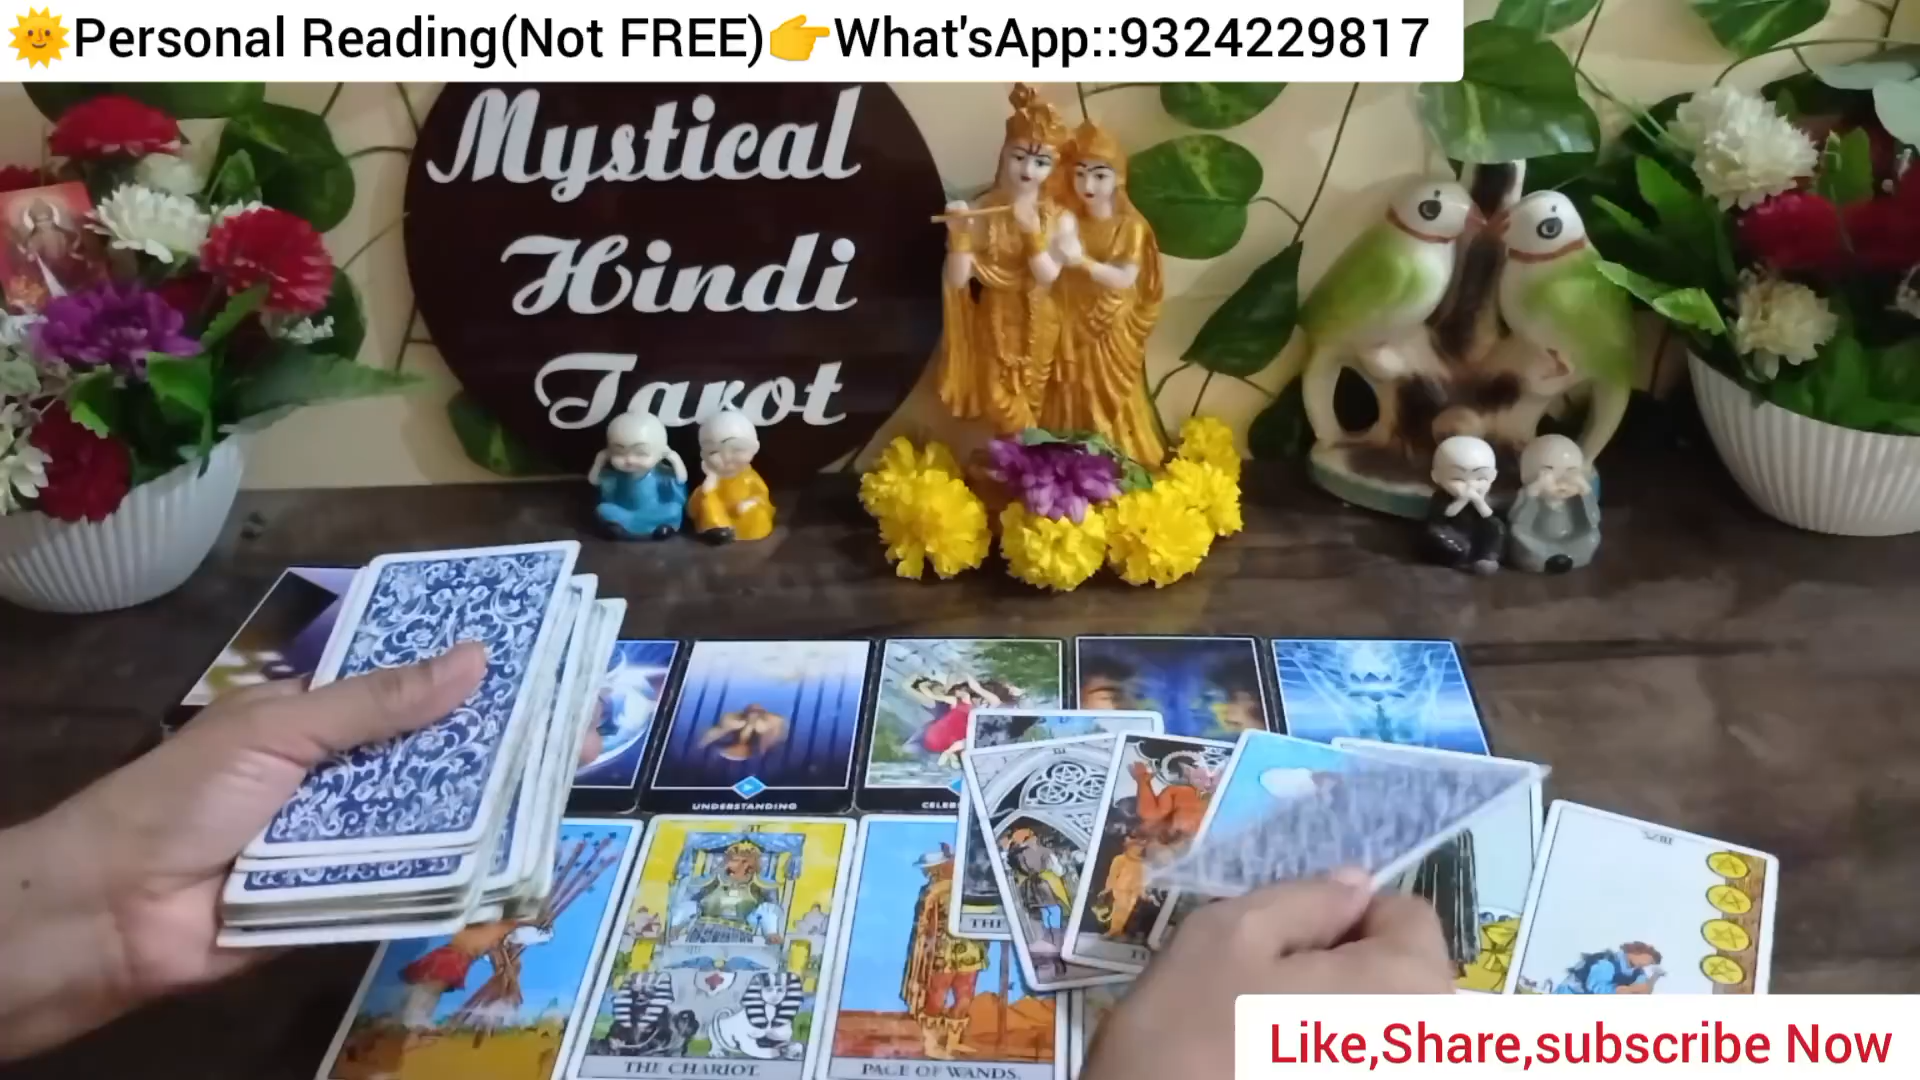 🌞Personal Reading(Not FREE)👉What'sApp::9324229817
Mystical
Hindi
Tarot
UNDERSTANDING
THE CHARIOT.
PAGE OF WANDS.
Like,Share,subscribe Now